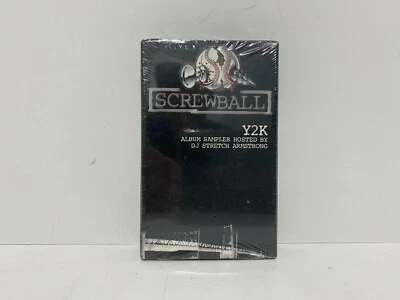 SCREWBALL
Y2K
ALBUM SAMPLER HOSTED BY
DJ STRETCH ARMSTRONG